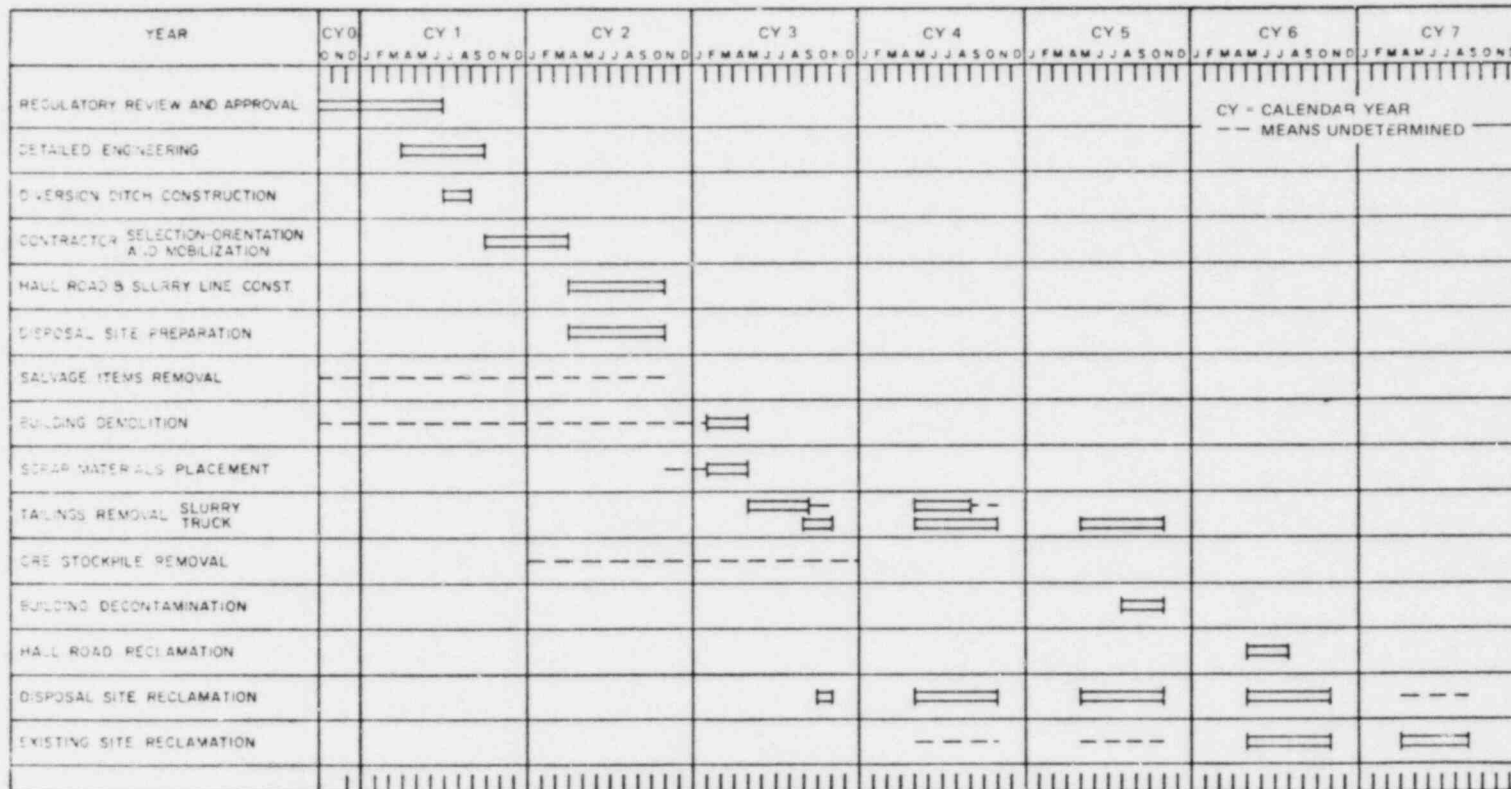 YEAR CY 0 CY 1 CY 2 CY 3 CY 4 CY 5 CY 6 CY 7
O N D J F M A M J J A S O N D J F M A M J J A S O N D J F M A M J J A S O N D J F M A M J J A S O N D J F M A M J J A S O N D J F M A M J J A S O N D J F M A M J J A S O N D
REGULATORY REVIEW AND APPROVAL
CY = CALENDAR YEAR
--- MEANS UNDETERMINED
DETAILED ENGINEERING
DIVERSION DITCH CONSTRUCTION
CONTRACTOR SELECTION-ORIENTATION
AND MOBILIZATION
HAUL ROAD & SLURRY LINE CONST.
DISPOSAL SITE PREPARATION
SALVAGE ITEMS REMOVAL
BUILDING DEMOLITION
SCRAP MATERIALS PLACEMENT
TAILINGS REMOVAL SLURRY
TRUCK
ORE STOCKPILE REMOVAL
BUILDING DECONTAMINATION
HAUL ROAD RECLAMATION
DISPOSAL SITE RECLAMATION
EXISTING SITE RECLAMATION